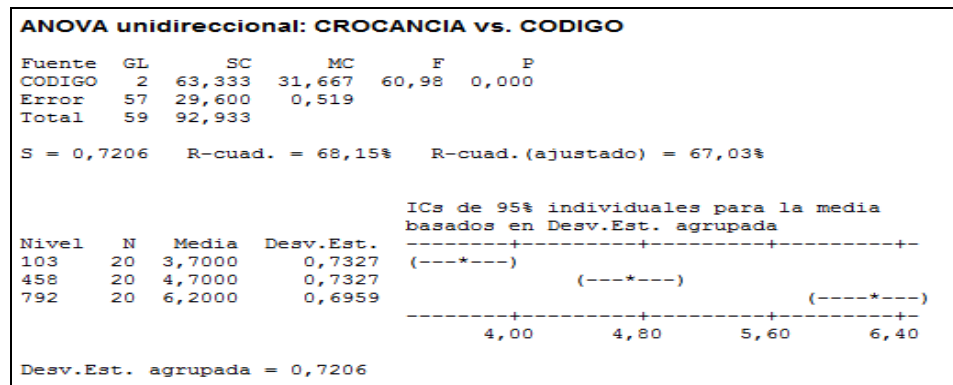 ANOVA unidireccional: CROCANCIA vs. CODIGO
Fuente GL SC MC F P
CODIGO 2 63,333 31,667 60,98 0,000
Error 57 29,600 0,519
Total 59 92,933
S = 0,7206 R-cuad. = 68,15% R-cuad.(ajustado) = 67,03%
ICs de 95% individuales para la media
basados en Desv.Est. agrupada
Nivel N Media Desv.Est. --------+---------+---------+---------+-
103 20 3,7000 0,7327 (---*---)
458 20 4,7000 0,7327 (---*---)
792 20 6,2000 0,6959 (----*---)
--------+---------+---------+---------+-
4,00 4,80 5,60 6,40
Desv.Est. agrupada = 0,7206